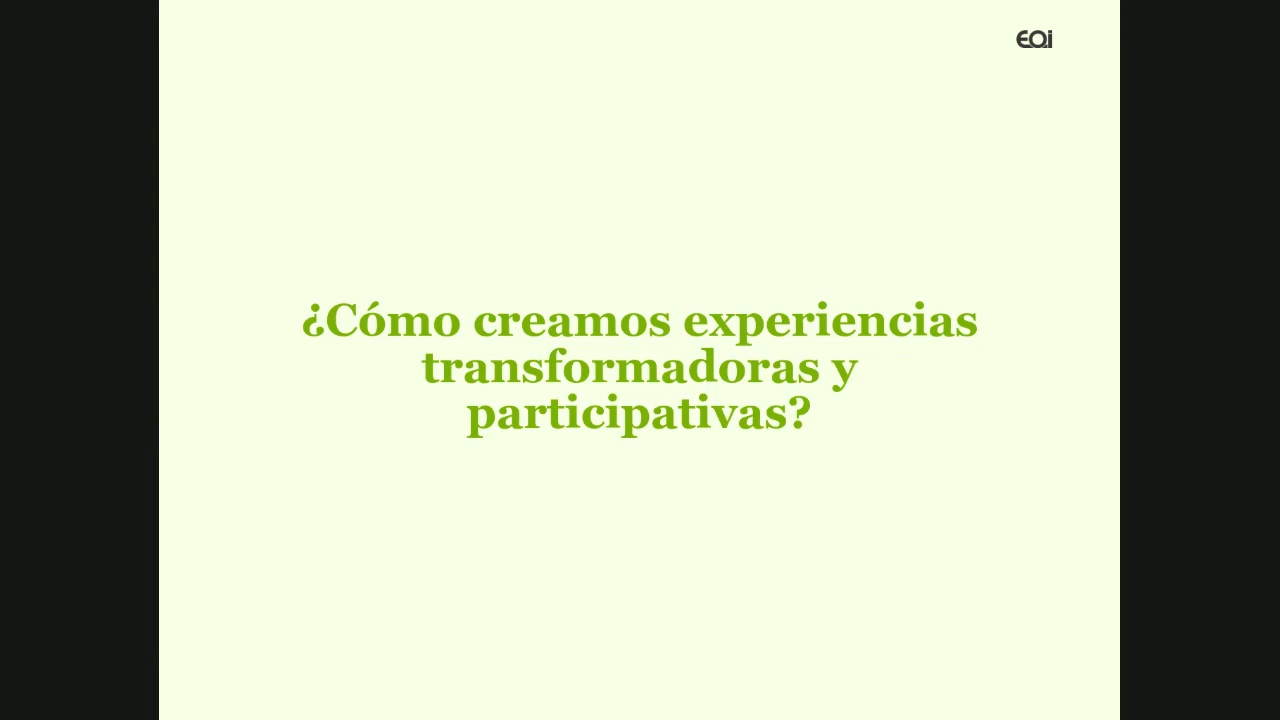 EOi
¿Cómo creamos experiencias
transformadoras y
participativas?